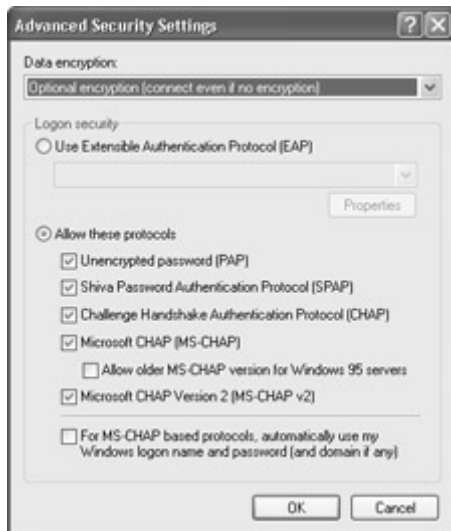 Advanced Security Settings
Data encryption:
Optional encryption (connect even if no encryption)
Logon security
Use Extensible Authentication Protocol (EAP)
Properties
Allow these protocols
Unencrypted password (PAP)
Shiva Password Authentication Protocol (SPAP)
Challenge Handshake Authentication Protocol (CHAP)
Microsoft CHAP (MS-CHAP)
Allow older MS-CHAP version for Windows 95 servers
Microsoft CHAP Version 2 (MS-CHAP v2)
For MS-CHAP based protocols, automatically use my
Windows logon name and password (and domain if any)
OK Cancel